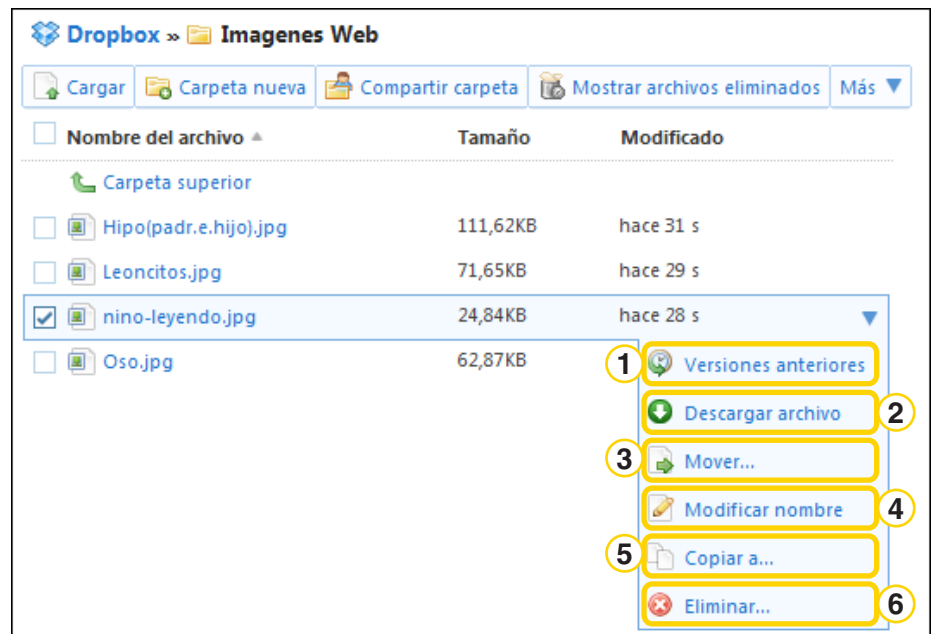 Dropbox » Imagenes Web
Cargar Carpeta nueva Compartir carpeta Mostrar archivos eliminados Más
Nombre del archivo Tamaño Modificado
Carpeta superior
Hipo(padr.e.hijo).jpg 111,62KB hace 31 s
Leoncitos.jpg 71,65KB hace 29 s
nino-leyendo.jpg 24,84KB hace 28 s
Oso.jpg 62,87KB
1 Versiones anteriores
Descargar archivo 2
3 Mover...
Modificar nombre 4
5 Copiar a...
Eliminar... 6